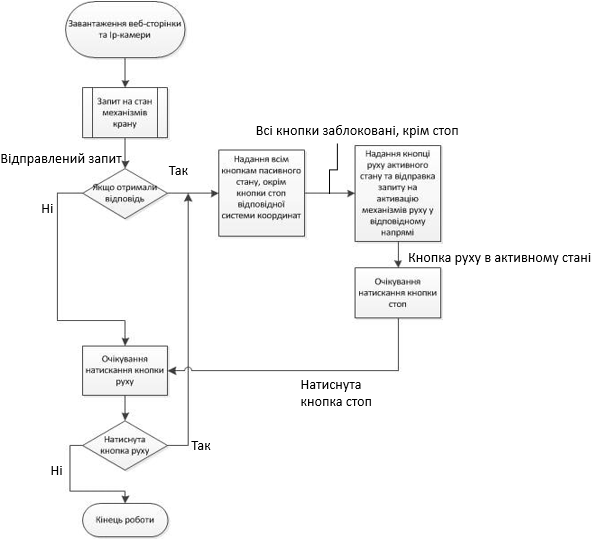 Завантаження веб-сторінки
та Ip-камери
Запит на стан
механізмів
крану
Відправлений запит
Якщо отримали
відповідь
Так
Ні
Надання всім
кнопкам пасивного
стану, окрім
кнопки стоп
відповідної
системи координат
Всі кнопки заблоковані, крім стоп
Надання кнопці
руху активного
стану та відправка
запиту на
активацію
механізмів руху у
відповідному
напрямі
Кнопка руху в активному стані
Очікування
натискання кнопки
стоп
Натиснута
кнопка стоп
Очікування
натискання кнопки
руху
Натиснута
кнопка руху
Так
Ні
Кінець роботи